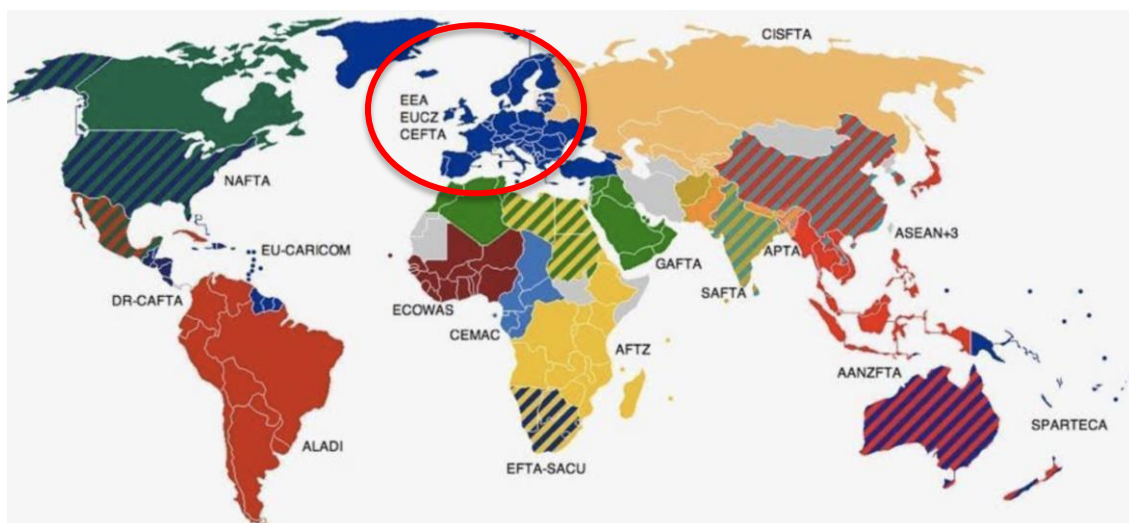 CISFTA
EEA
EUCZ
CEFTA
NAFTA
EU-CARICOM
DR-CAFTA
ECOWAS
CEMAC
GAFTA
AFTZ
SAFTA
APTA
ASEAN+3
AANZFTA
SPARTECA
ALADI
EFTA-SACU